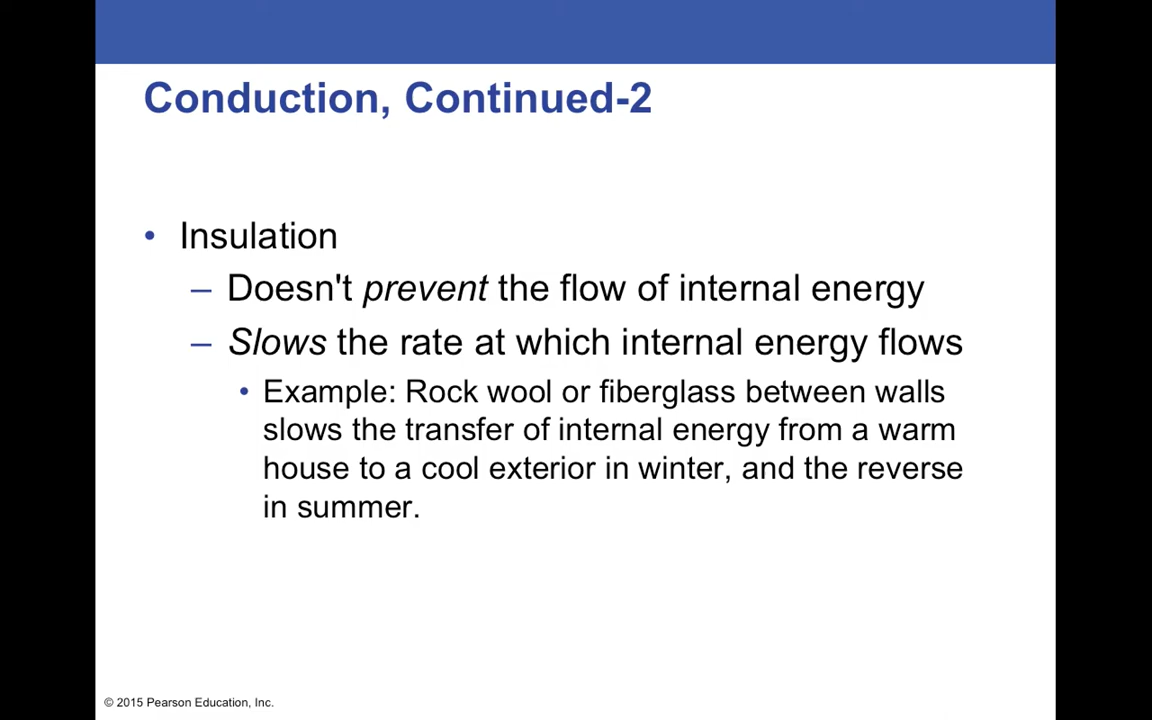 Conduction, Continued-2
• Insulation
– Doesn't prevent the flow of internal energy
– Slows the rate at which internal energy flows
• Example: Rock wool or fiberglass between walls
slows the transfer of internal energy from a warm
house to a cool exterior in winter, and the reverse
in summer.
© 2015 Pearson Education, Inc.